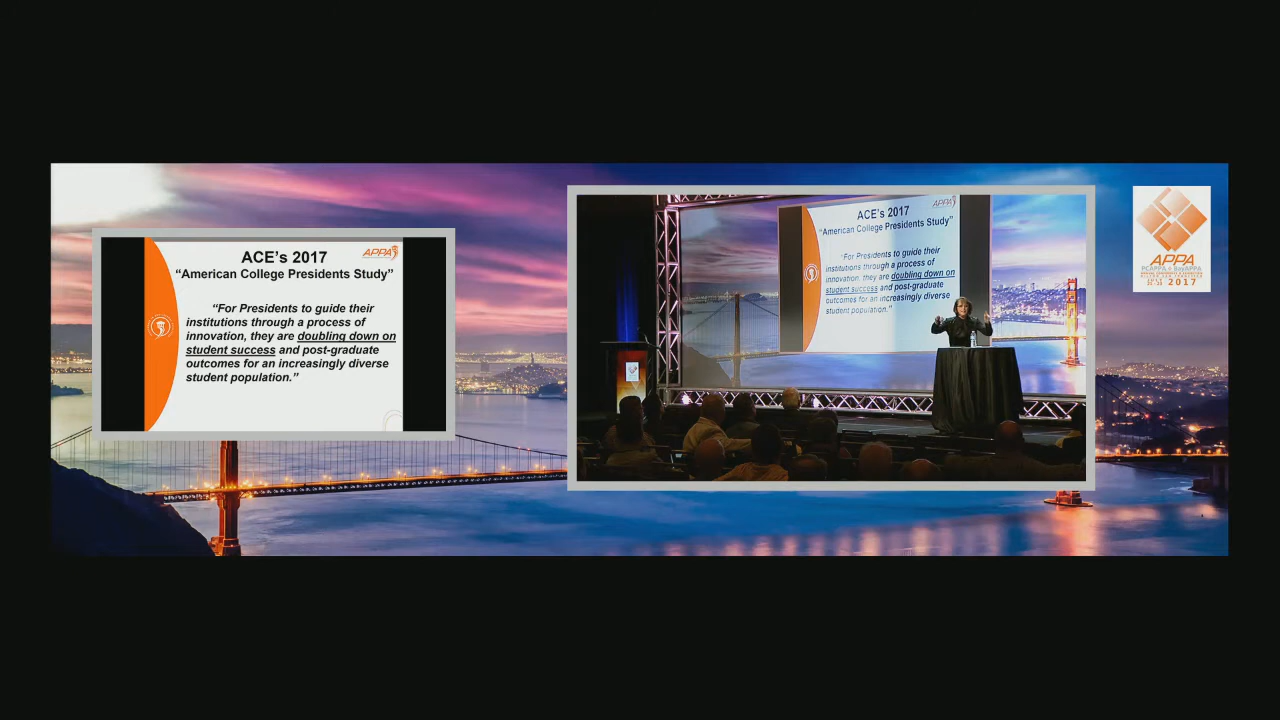 ACE's 2017
APPA
“American College Presidents Study”
“For Presidents to guide their
institutions through a process of
innovation, they are doubling down on
student success and post-graduate
outcomes for an increasingly diverse
student population.”
ACE's 2017
APPA
“American College Presidents Study”
“For Presidents to guide their
institutions through a process of
innovation, they are doubling down on
student success and post-graduate
outcomes for an increasingly diverse
student population.”
APPA
PCAPPA + BayAPPA
2017